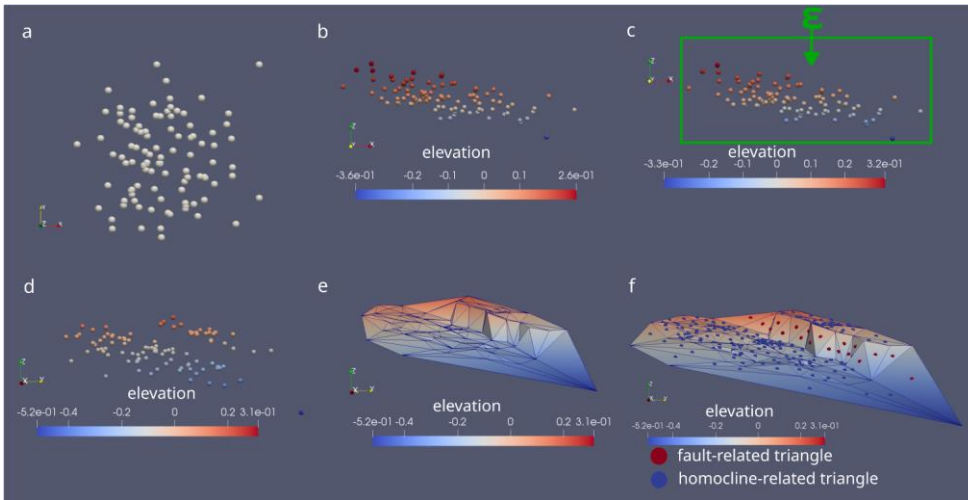 a
b
c
ε
elevation
-3.6e-01 -0.2 -0.1 0 0.1 2.6e-01
elevation
-3.3e-01 -0.2 -0.1 0 0.1 0.2 3.2e-01
d
e
f
elevation
-5.2e-01 -0.4 -0.2 0 0.2 3.1e-01
elevation
-5.2e-01 -0.4 -0.2 0 0.2 3.1e-01
elevation
-5.2e-01 -0.4 -0.2 0 0.2 3.1e-01
fault-related triangle
homocline-related triangle